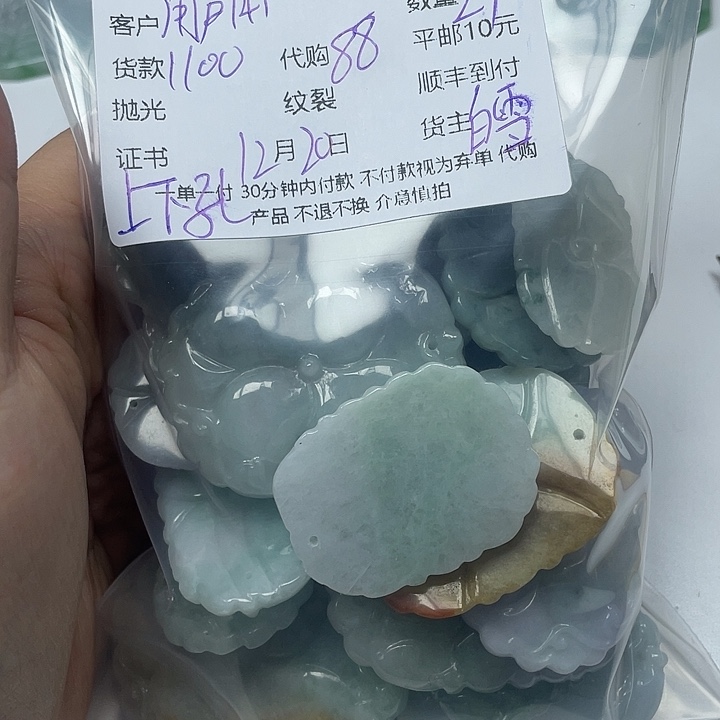 客户 用户141 数量 21
货款 1100 代购 88 平邮10元
抛光 纹裂 顺丰到付
证书 12月20日 货主 白雪
一单一付 30分钟内付款 不付款视为弃单 代购
上下孔 产品 不退不换 介意慎拍